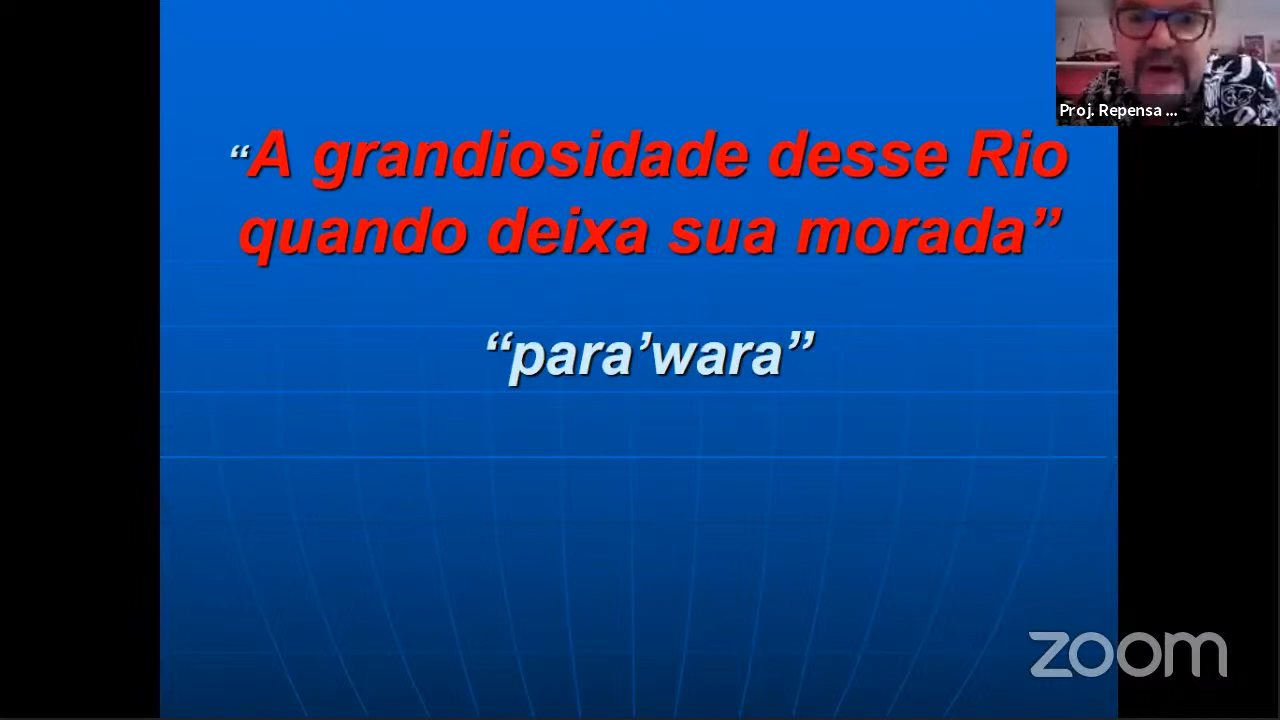 “A grandiosidade desse Rio
quando deixa sua morada”
“para’wara”
Proj. Repensa ...
zoom